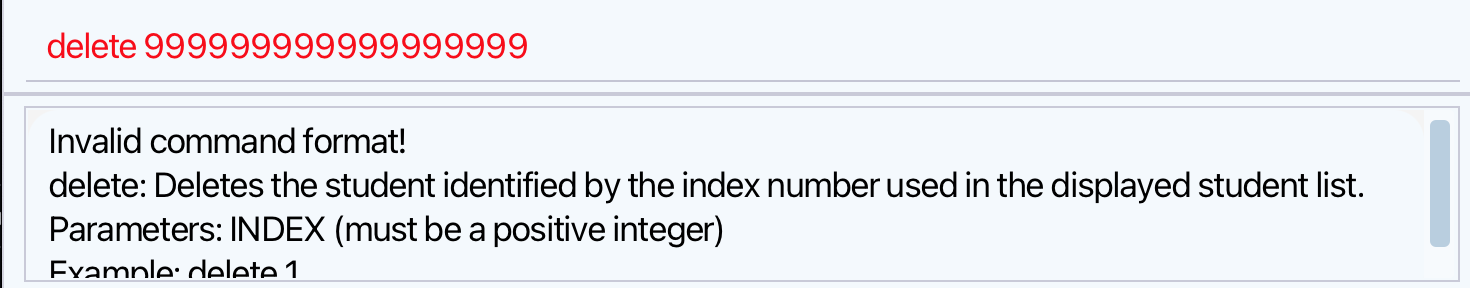 delete 999999999999999999
Invalid command format!
delete: Deletes the student identified by the index number used in the displayed student list.
Parameters: INDEX (must be a positive integer)
Example: delete 1